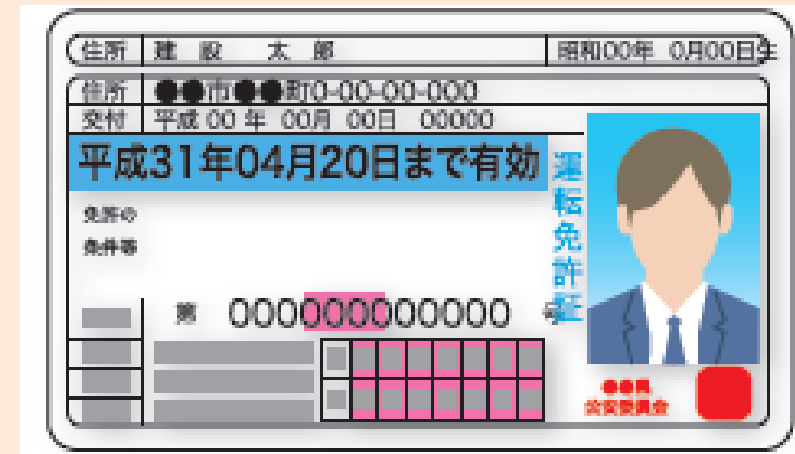 住所 建設 太郎 昭和00年 0月00日生
住所 ●●市●●町0-00-00-000
交付 平成 00 年 00月 00日 00000
平成31年04月20日まで有効
運転免許証
免許の
条件等
第 000000000000 号
●●県
公安委員会